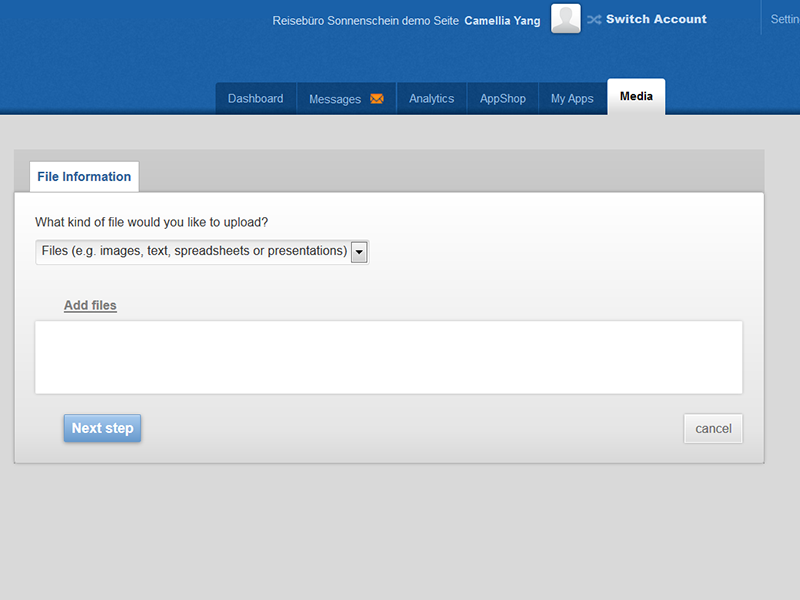 Reisebüro Sonnenschein demo Seite Camellia Yang Switch Account
Dashboard Messages Analytics AppShop My Apps Media
File Information
What kind of file would you like to upload?
Files (e.g. images, text, spreadsheets or presentations)
Add files
Next step cancel